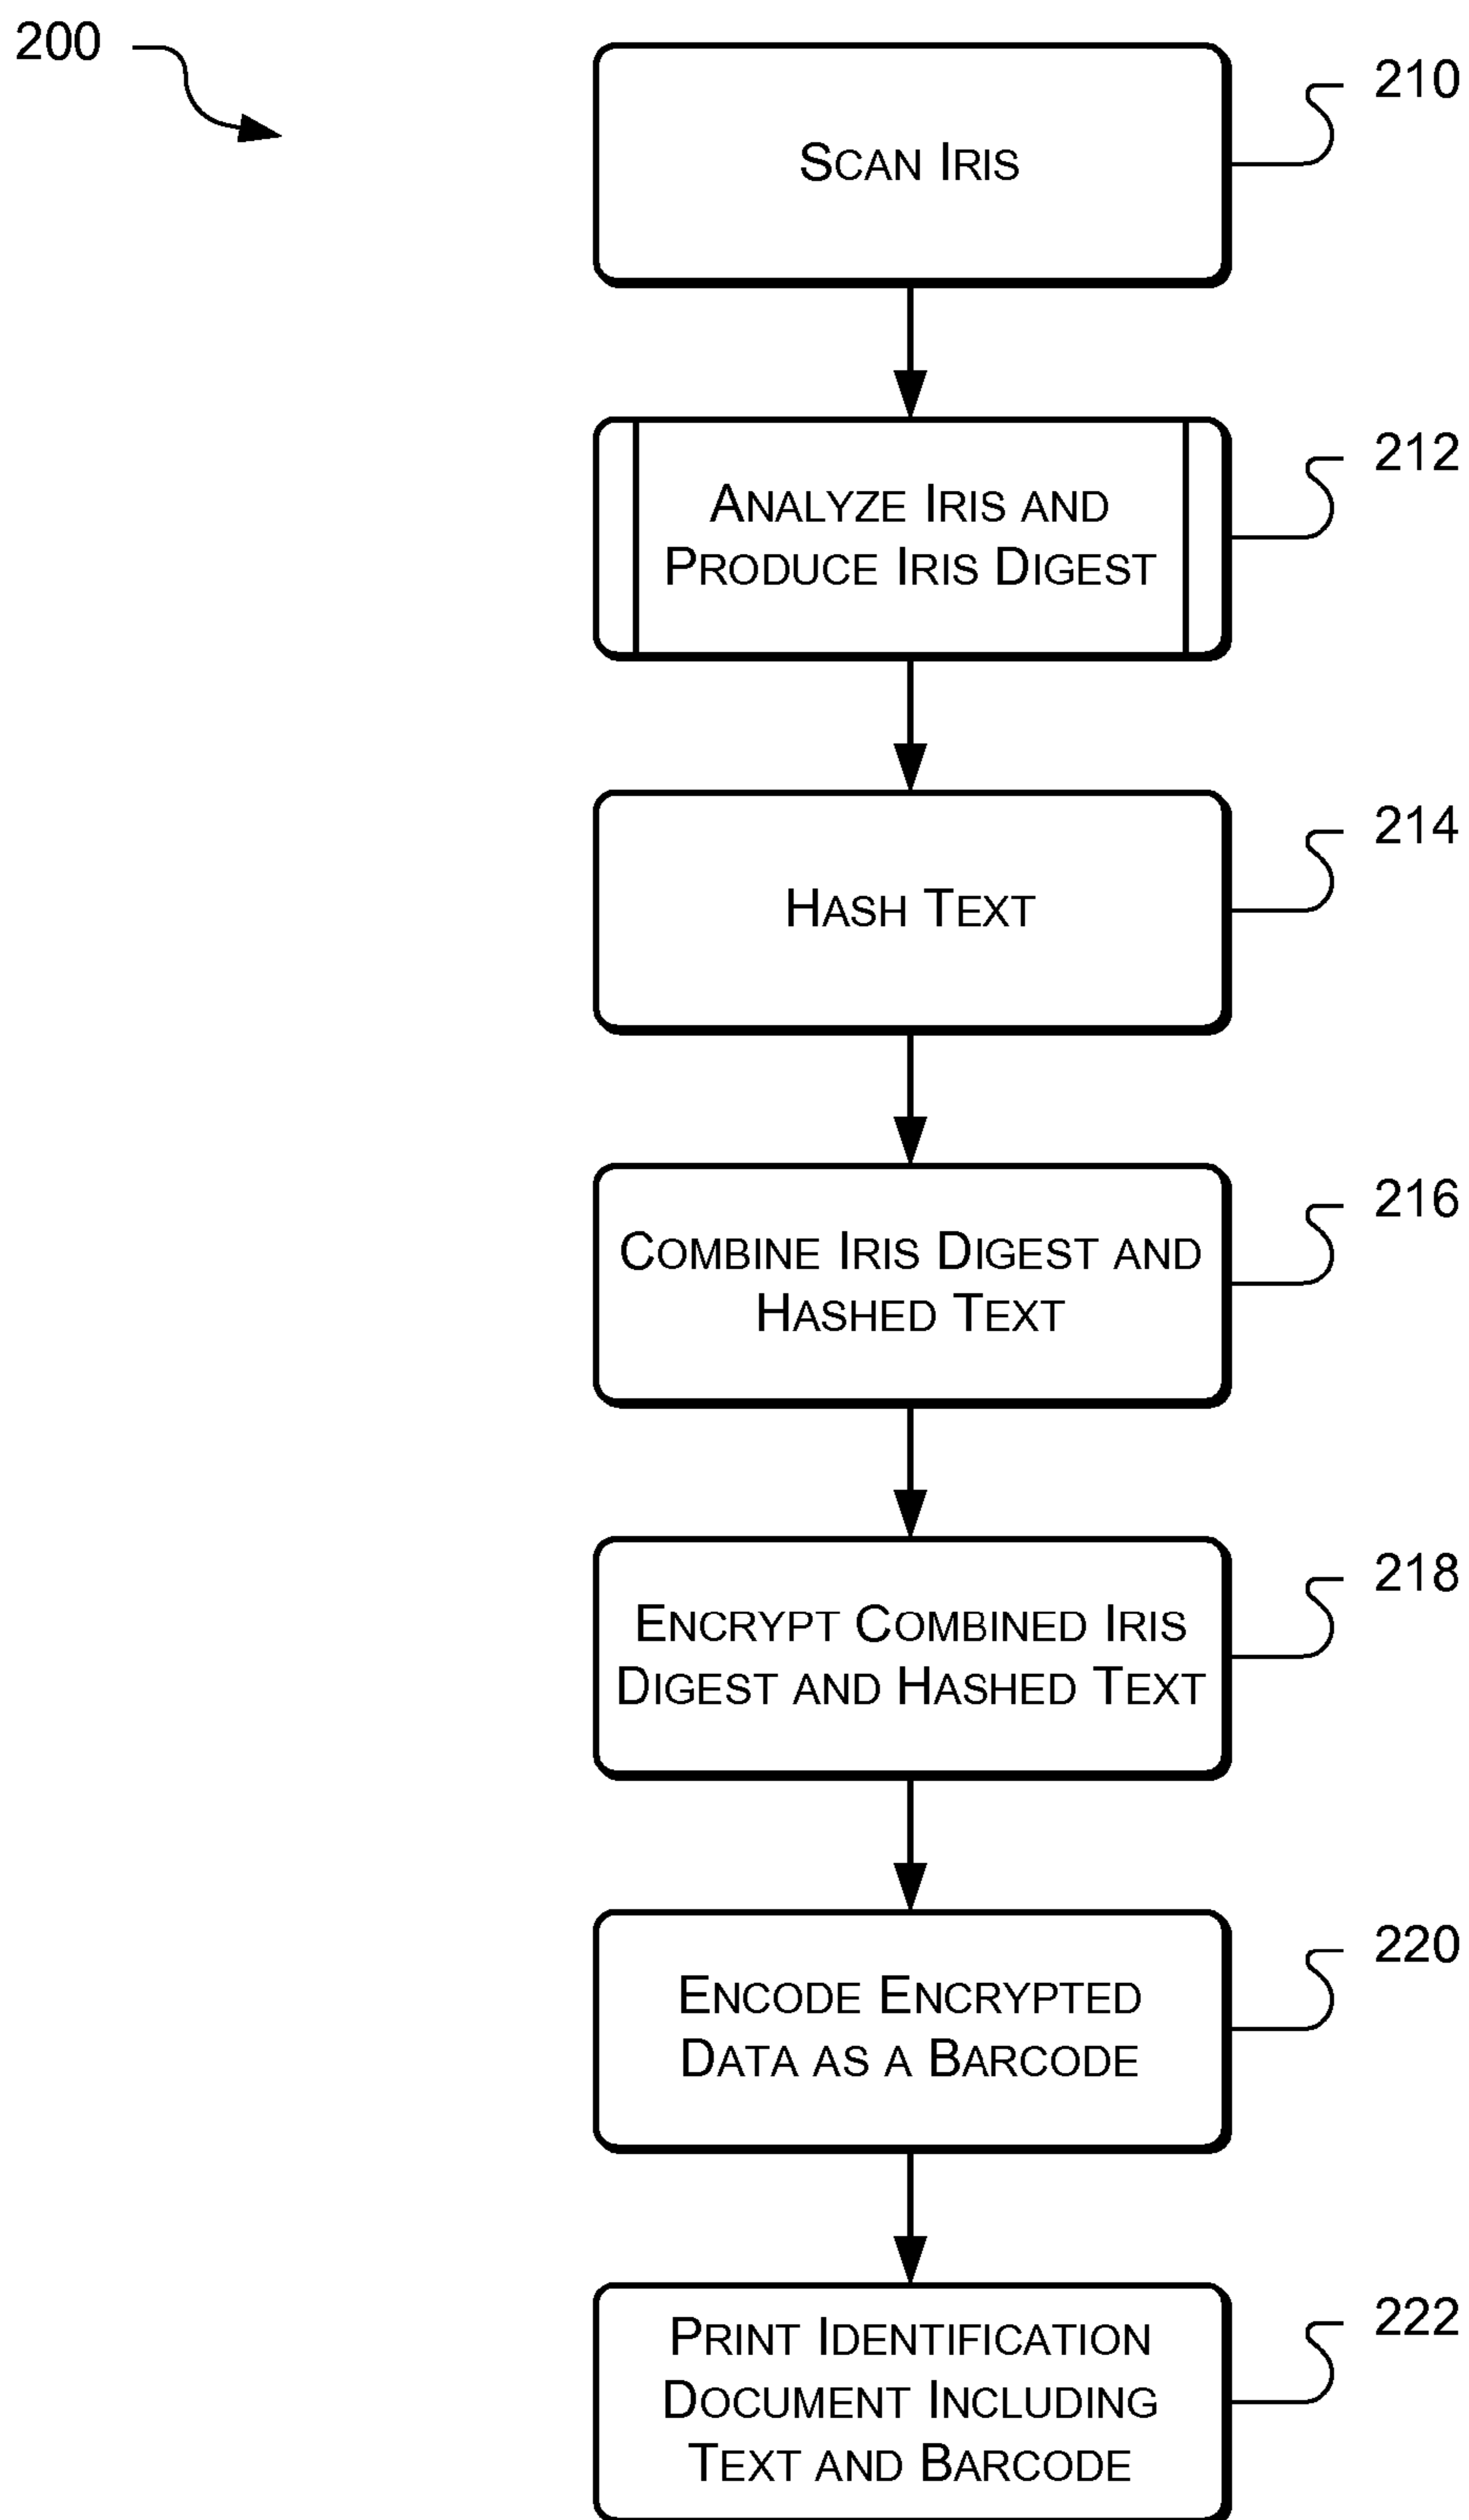 200
210
SCAN IRIS
212
ANALYZE IRIS AND
PRODUCE IRIS DIGEST
214
HASH TEXT
216
COMBINE IRIS DIGEST AND
HASHED TEXT
218
ENCRYPT COMBINED IRIS
DIGEST AND HASHED TEXT
220
ENCODE ENCRYPTED
DATA AS A BARCODE
222
PRINT IDENTIFICATION
DOCUMENT INCLUDING
TEXT AND BARCODE